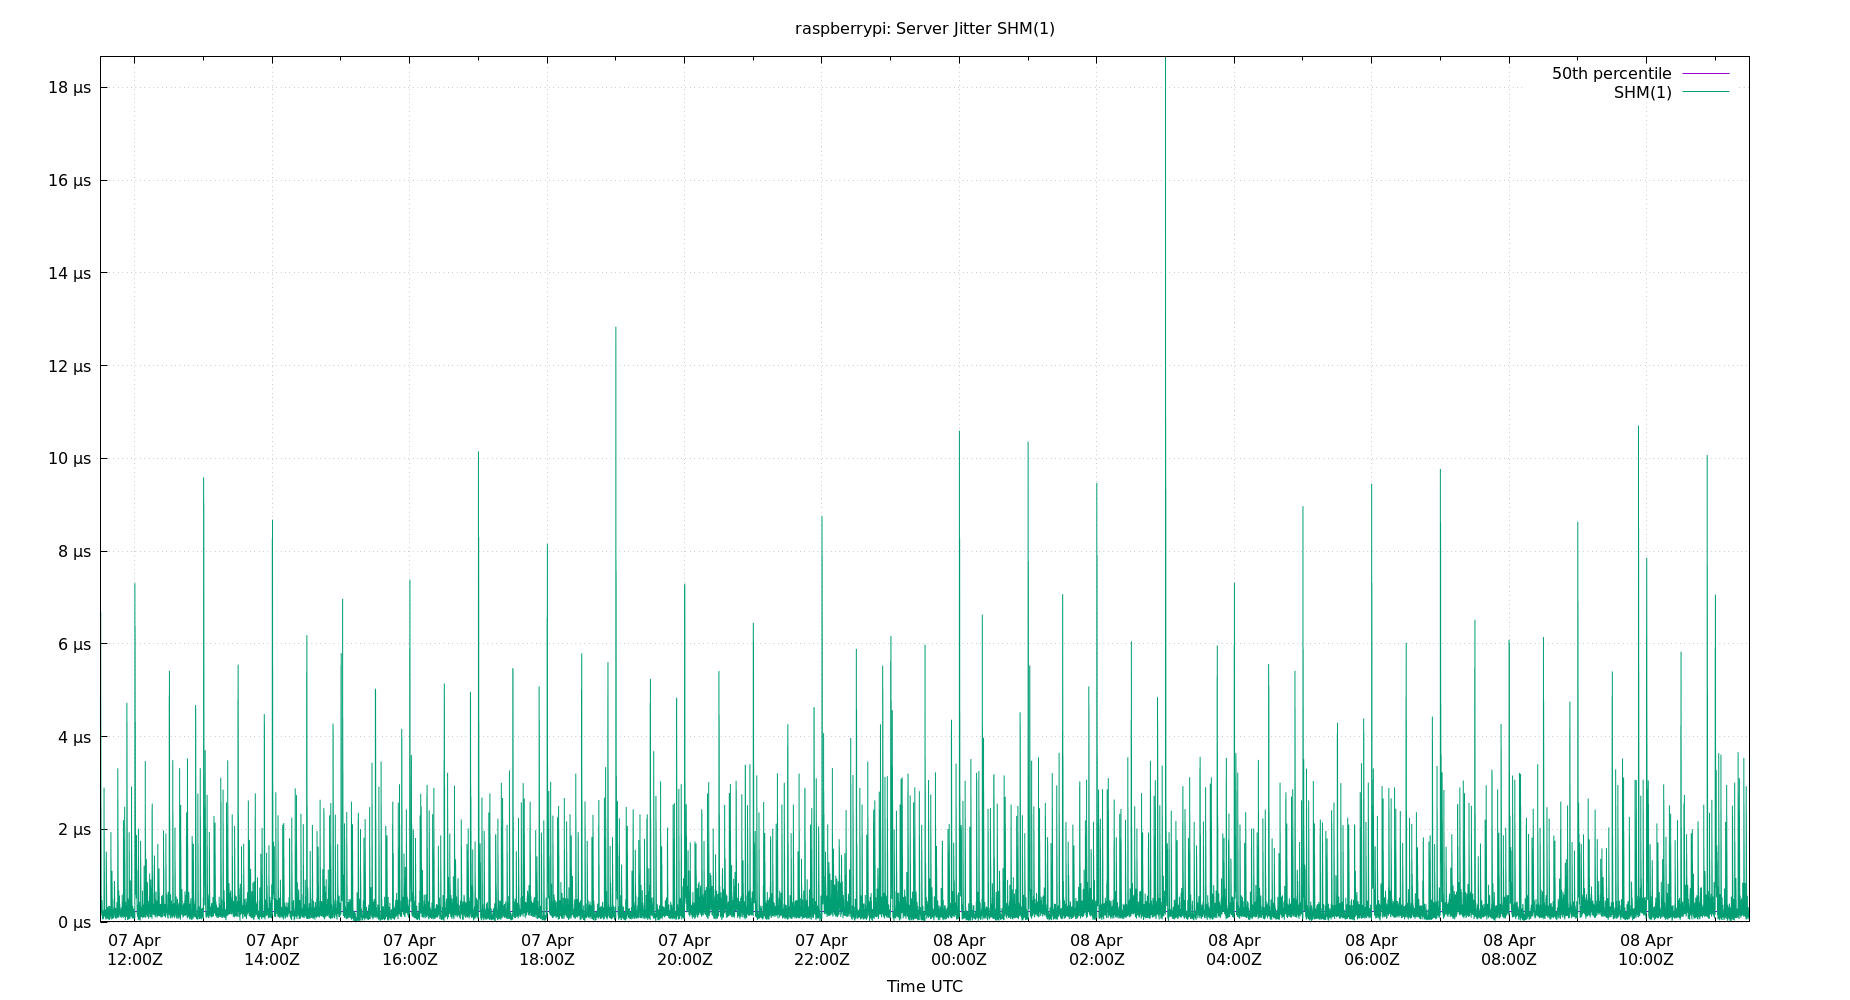 raspberrypi: Server Jitter SHM(1)
50th percentile
SHM(1)
18 µs
16 µs
14 µs
12 µs
10 µs
8 µs
6 µs
4 µs
2 µs
0 µs
07 Apr 07 Apr 07 Apr 07 Apr 07 Apr 07 Apr 08 Apr 08 Apr 08 Apr 08 Apr 08 Apr 08 Apr
12:00Z 14:00Z 16:00Z 18:00Z 20:00Z 22:00Z 00:00Z 02:00Z 04:00Z 06:00Z 08:00Z 10:00Z
Time UTC